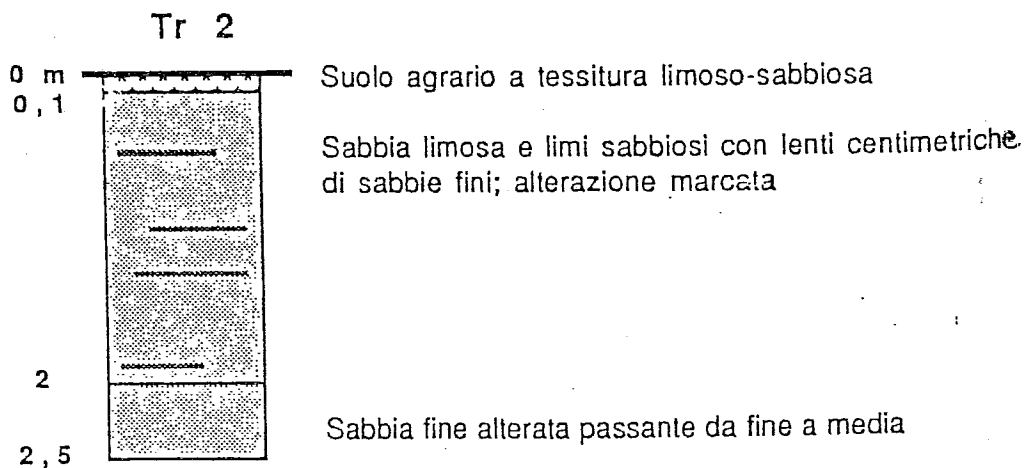 Tr 2
0 m
Suolo agrario a tessitura limoso-sabbiosa
0,1
Sabbia limosa e limi sabbiosi con lenti centimetriche
di sabbie fini; alterazione marcata
2
Sabbia fine alterata passante da fine a media
2,5